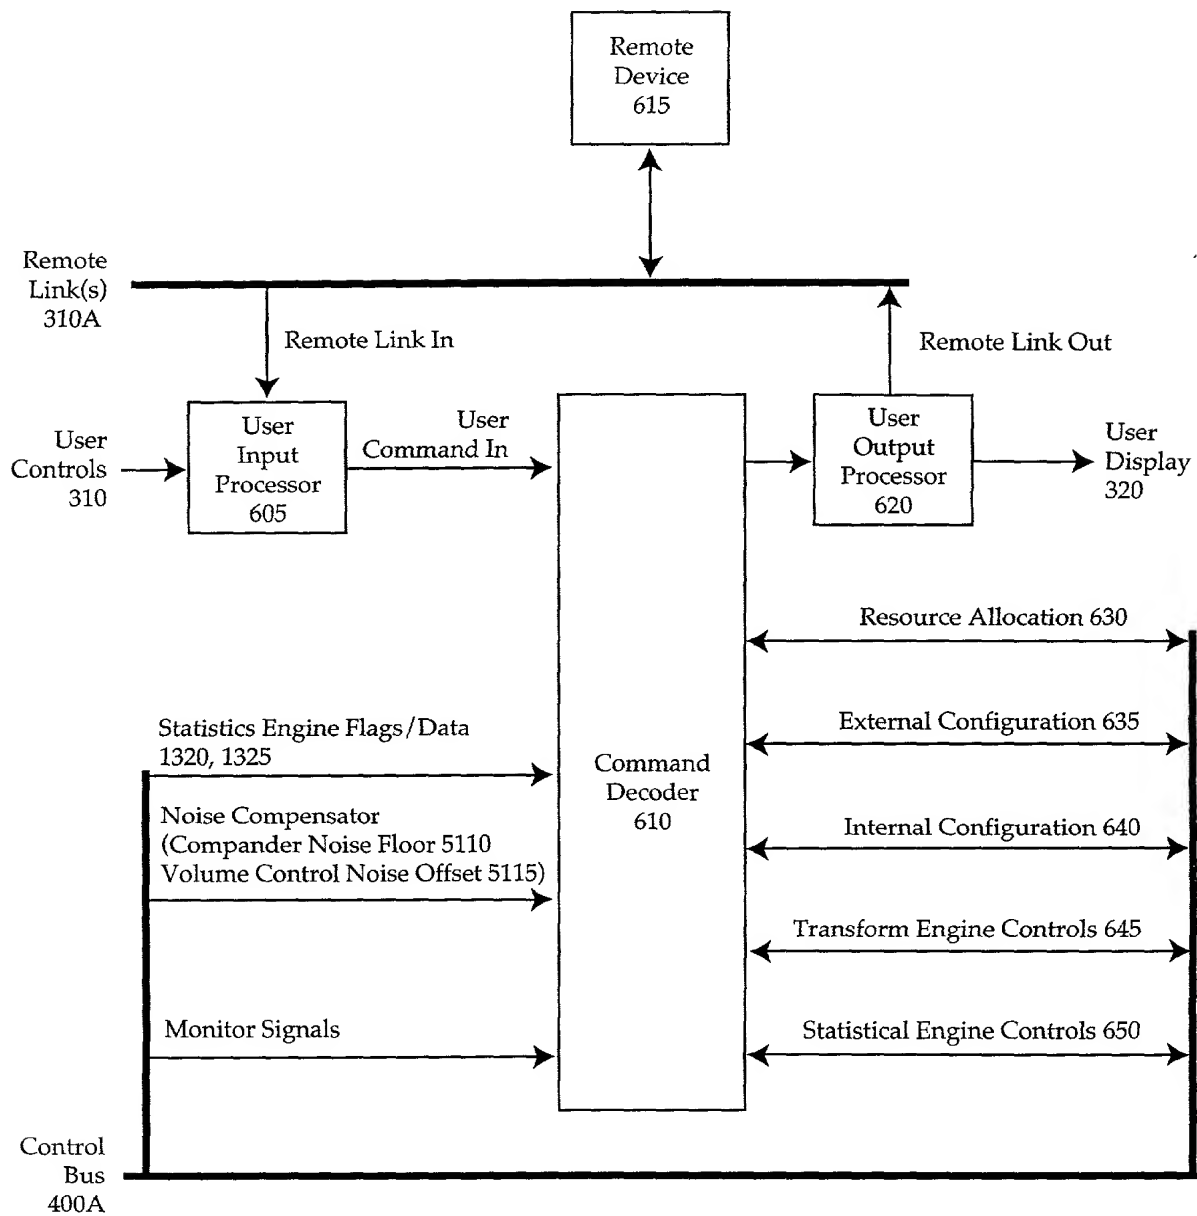 Remote
Device
615
Remote
Link(s)
310A
Remote Link In
Remote Link Out
User
Controls
310
User
Input
Processor
605
User
Command In
User
Output
Processor
620
User
Display
320
Resource Allocation 630
External Configuration 635
Internal Configuration 640
Transform Engine Controls 645
Statistical Engine Controls 650
Command
Decoder
610
Statistics Engine Flags/Data
1320, 1325
Noise Compensator
(Compander Noise Floor 5110
Volume Control Noise Offset 5115)
Monitor Signals
Control
Bus
400A